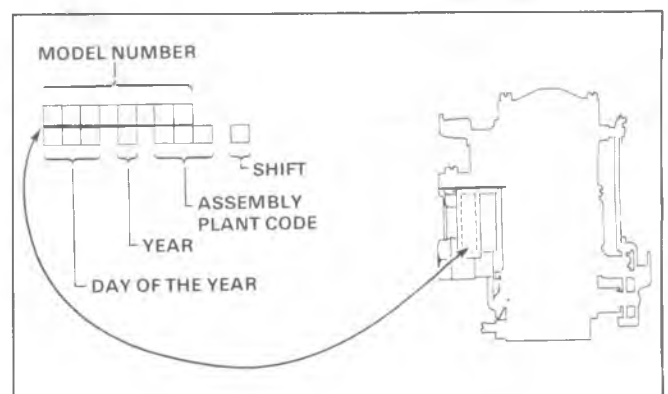 MODEL NUMBER
SHIFT
ASSEMBLY
PLANT CODE
YEAR
DAY OF THE YEAR